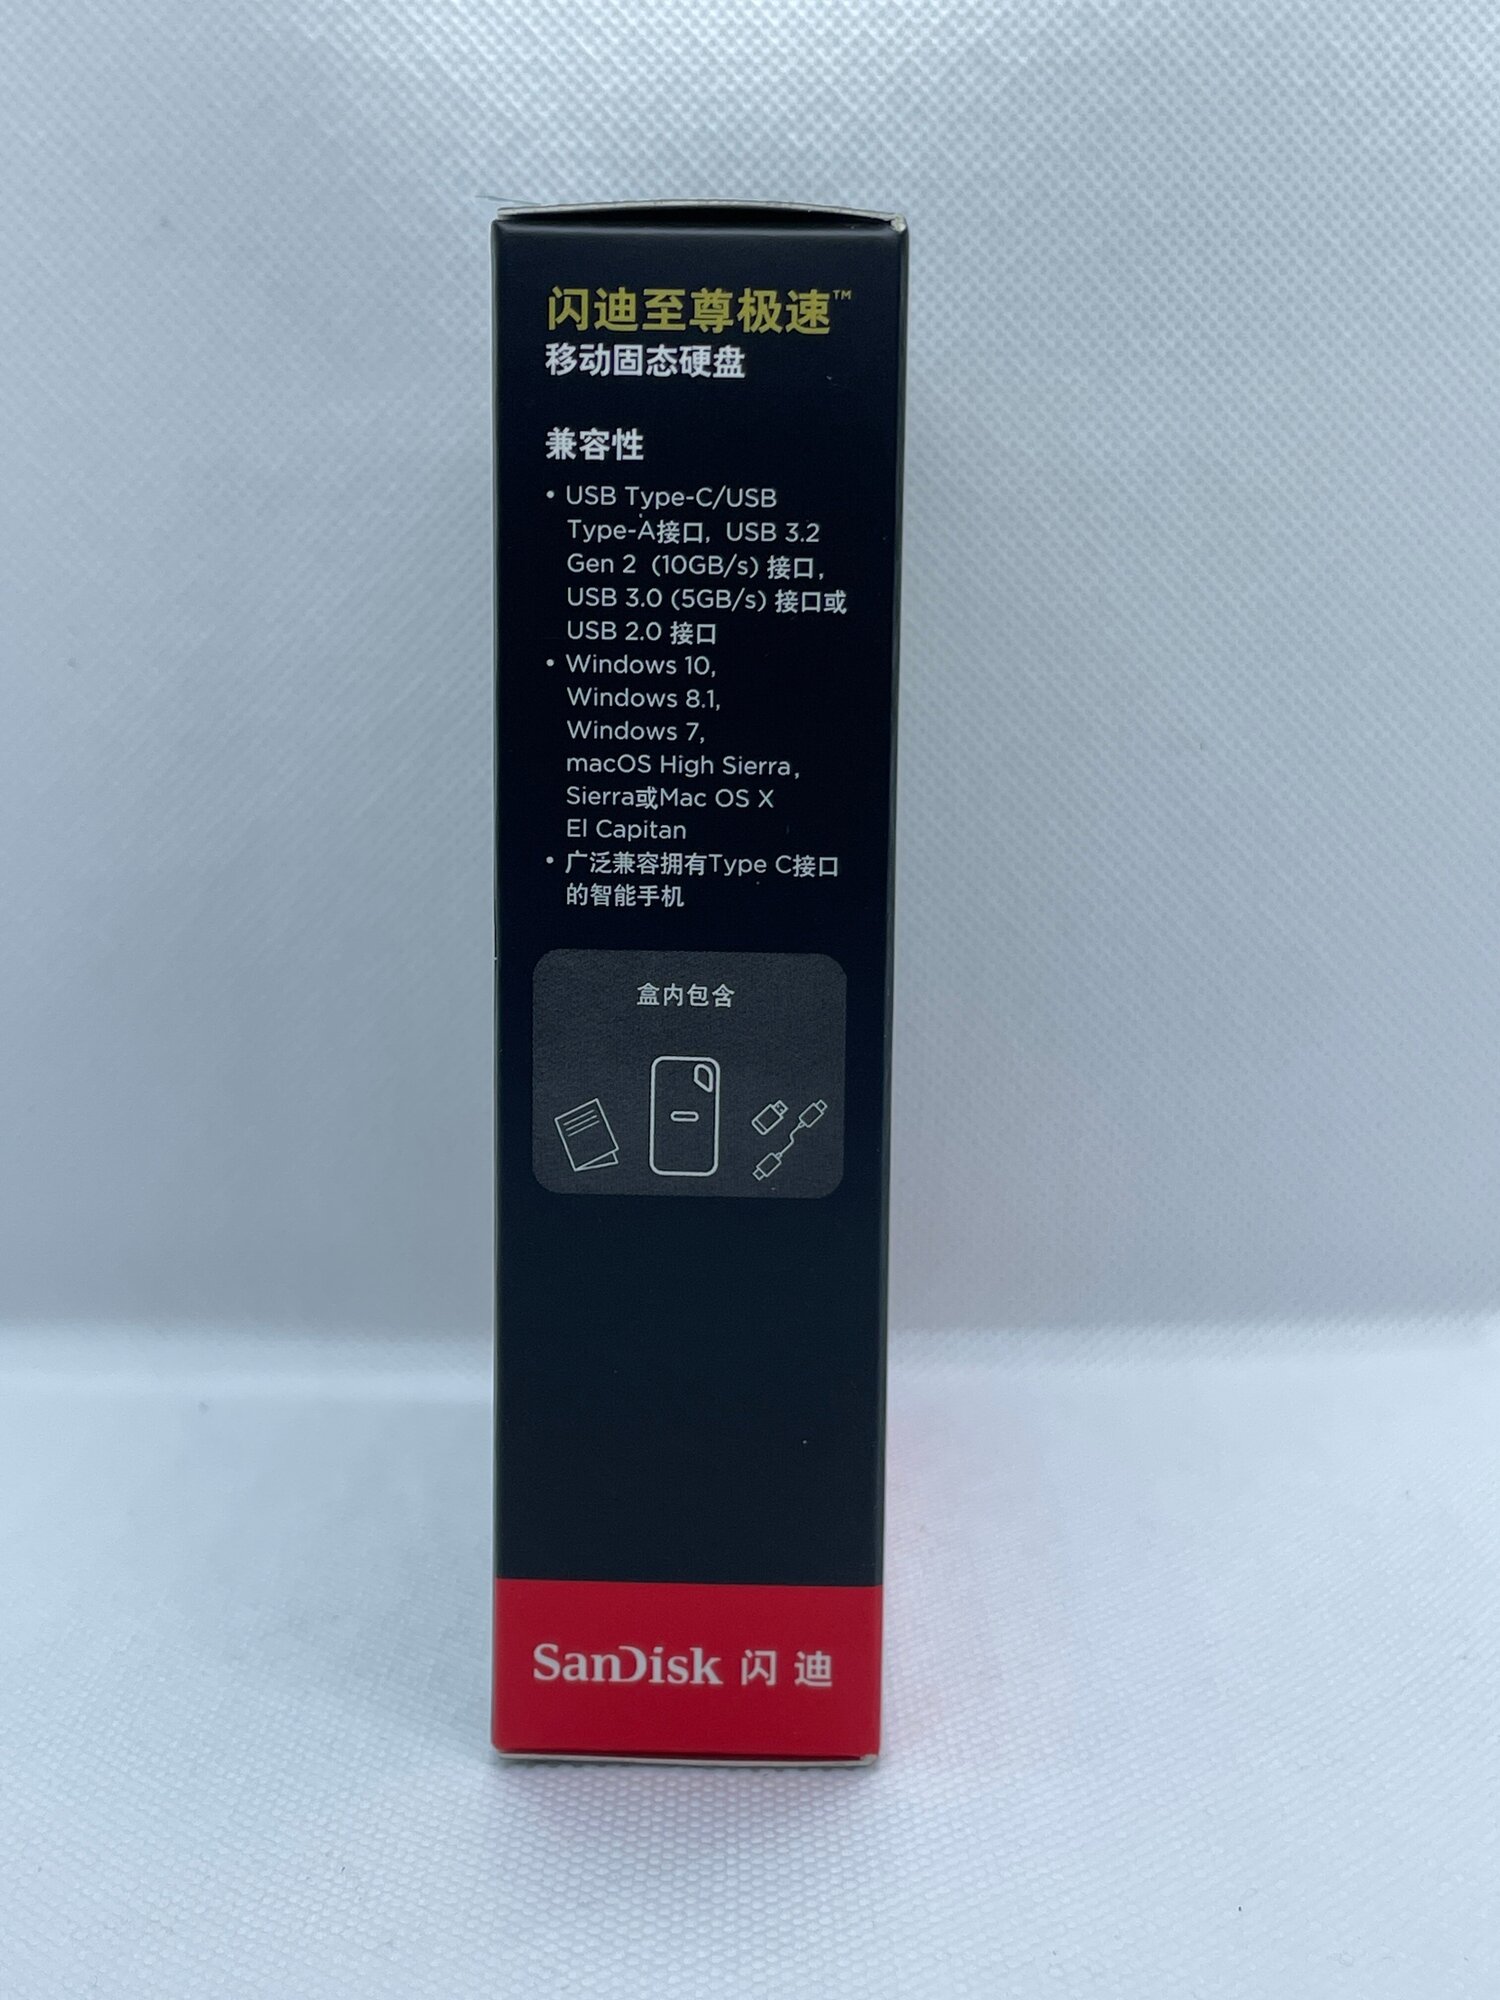 闪迪至尊极速™
移动固态硬盘
兼容性
• USB Type-C/USB
Type-A接口, USB 3.2
Gen 2 (10GB/s) 接口,
USB 3.0 (5GB/s) 接口或
USB 2.0 接口
• Windows 10,
Windows 8.1,
Windows 7,
macOS High Sierra,
Sierra或Mac OS X
El Capitan
• 广泛兼容拥有Type C接口
的智能手机
盒内包含
SanDisk 闪迪